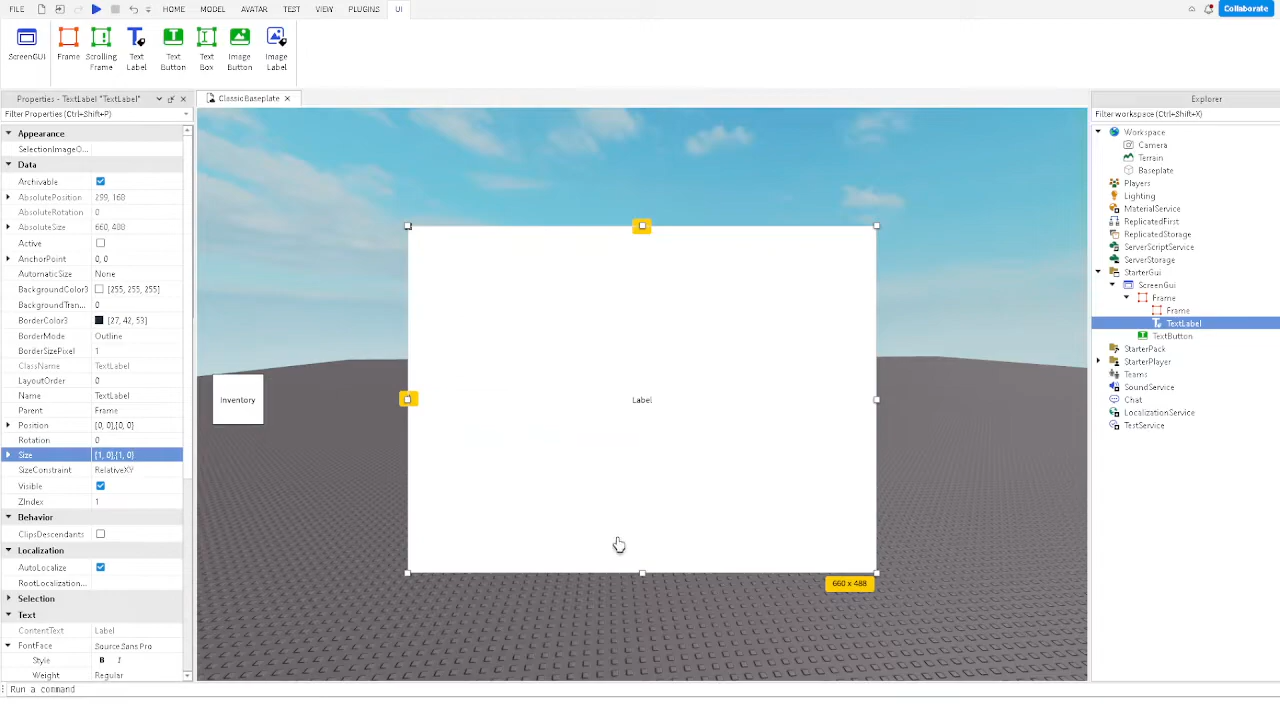 FILE HOME MODEL AVATAR TEST VIEW PLUGINS UI Collaborate
ScreenGUI Frame Scrolling Frame Text Label Text Button Text Box Image Button Image Label
Properties - TextLabel "TextLabel"
Filter Properties (Ctrl+Shift+P)
Appearance
SelectionImageO...
Data
Archivable
AbsolutePosition 299, 168
AbsoluteRotation 0
AbsoluteSize 660, 488
Active
AnchorPoint 0, 0
AutomaticSize None
BackgroundColor3 [255, 255, 255]
BackgroundTran... 0
BorderColor3 [27, 42, 53]
BorderMode Outline
BorderSizePixel 1
ClassName TextLabel
LayoutOrder 0
Name TextLabel
Parent Frame
Position {0, 0},{0, 0}
Rotation 0
Size {1, 0},{1, 0}
SizeConstraint RelativeXY
Visible
ZIndex 1
Behavior
ClipsDescendants
Localization
AutoLocalize
RootLocalization...
Selection
Text
ContentText Label
FontFace Source Sans Pro
Style B I
Weight Regular
Run a command
ClassicBaseplate
Inventory
Label
660 x 488
Explorer
Filter workspace (Ctrl+Shift+X)
Workspace
Camera
Terrain
Baseplate
Players
Lighting
MaterialService
ReplicatedFirst
ReplicatedStorage
ServerScriptService
ServerStorage
StarterGui
ScreenGui
Frame
Frame
TextLabel
TextButton
StarterPack
StarterPlayer
Teams
SoundService
Chat
LocalizationService
TestService